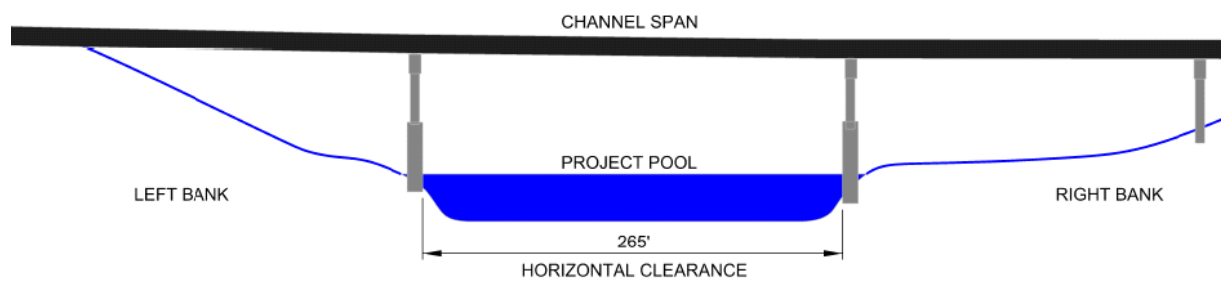 CHANNEL SPAN
PROJECT POOL
LEFT BANK
RIGHT BANK
265'
HORIZONTAL CLEARANCE